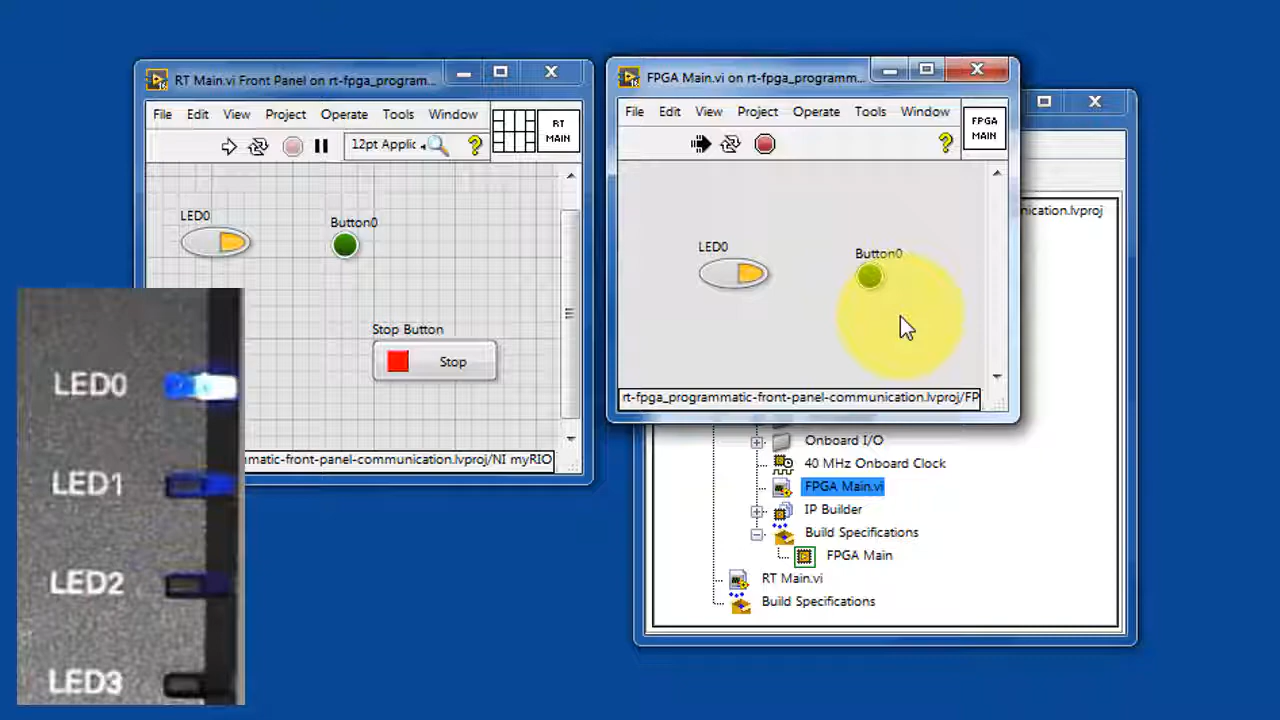 RT Main.vi Front Panel on rt-fpga_program...
File Edit View Project Operate Tools Window
RT
MAIN
12pt Applic
?
LED0
Button0
Stop Button
Stop
matic-front-panel-communication.lvproj/NI myRIO
FPGA Main.vi on rt-fpga_programm...
File Edit View Project Operate Tools Window
?
FPGA
MAIN
LED0
Button0
rt-fpga_programmatic-front-panel-communication.lvproj/FP
nication.lvproj
Onboard I/O
40 MHz Onboard Clock
FPGA Main.vi
IP Builder
Build Specifications
FPGA Main
RT Main.vi
Build Specifications
LED0
LED1
LED2
LED3